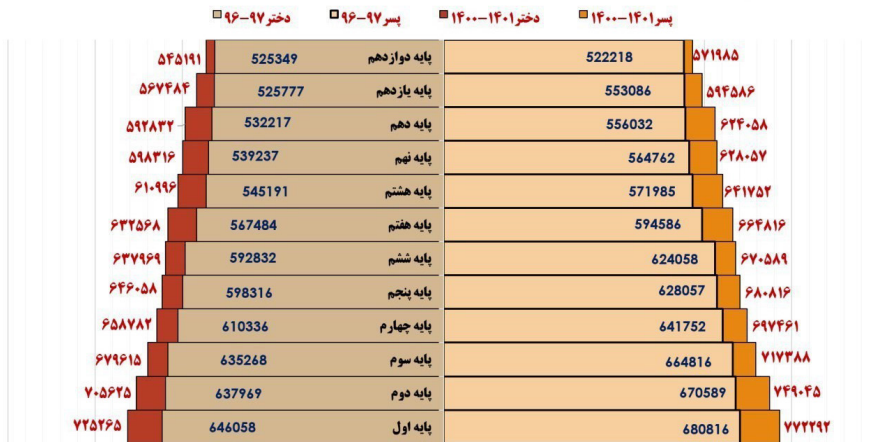 پسر۱۴۰۱-۱۴۰۰ دختر۱۴۰۱-۱۴۰۰ پسر۹۷-۹۶ دختر۹۷-۹۶
۵۴۵۱۹۱ 525349 پایه دوازدهم 522218 ۵۷۱۹۸۵
۵۶۷۴۸۴ 525777 پایه یازدهم 553086 ۵۹۴۵۸۶
۵۹۲۸۳۲ 532217 پایه دهم 556032 ۶۲۴۰۵۸
۵۹۸۳۱۶ 539237 پایه نهم 564762 ۶۲۸۰۵۷
۶۱۰۹۹۶ 545191 پایه هشتم 571985 ۶۴۱۷۵۲
۶۳۲۵۶۸ 567484 پایه هفتم 594586 ۶۶۴۸۱۶
۶۳۷۹۶۹ 592832 پایه ششم 624058 ۶۷۰۵۸۹
۶۴۶۰۵۸ 598316 پایه پنجم 628057 ۶۸۰۸۱۶
۶۵۸۷۸۲ 610336 پایه چهارم 641752 ۶۹۷۴۶۱
۶۷۹۶۱۵ 635268 پایه سوم 664816 ۷۱۷۳۸۸
۷۰۵۶۲۵ 637969 پایه دوم 670589 ۷۴۹۰۴۵
۷۲۵۲۶۵ 646058 پایه اول 680816 ۷۷۲۲۹۲